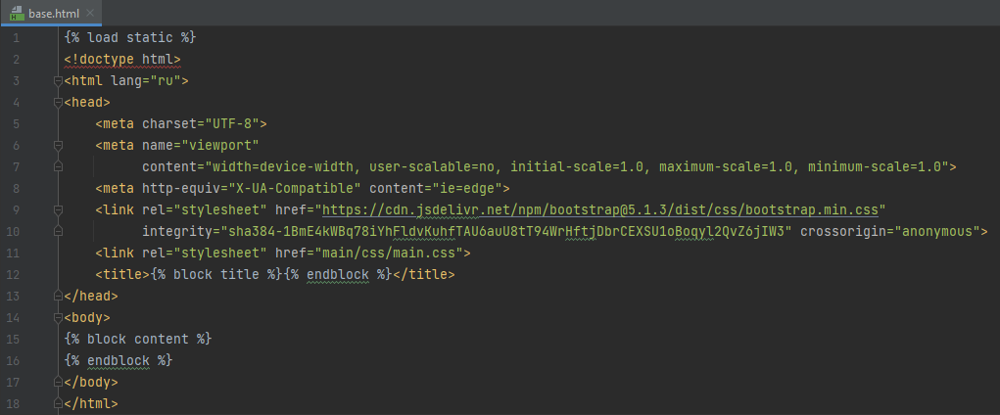 base.html
1 {% load static %}
2 <!doctype html>
3 <html lang="ru">
4 <head>
5 <meta charset="UTF-8">
6 <meta name="viewport"
7 content="width=device-width, user-scalable=no, initial-scale=1.0, maximum-scale=1.0, minimum-scale=1.0">
8 <meta http-equiv="X-UA-Compatible" content="ie=edge">
9 <link rel="stylesheet" href="https://cdn.jsdelivr.net/npm/bootstrap@5.1.3/dist/css/bootstrap.min.css"
10 integrity="sha384-1BmE4kWBq78iYhFldvKuhfTAU6auU8tT94WrHftjDbrCEXSU1oBoqyl2QvZ6jIW3" crossorigin="anonymous">
11 <link rel="stylesheet" href="main/css/main.css">
12 <title>{% block title %}{% endblock %}</title>
13 </head>
14 <body>
15 {% block content %}
16 {% endblock %}
17 </body>
18 </html>